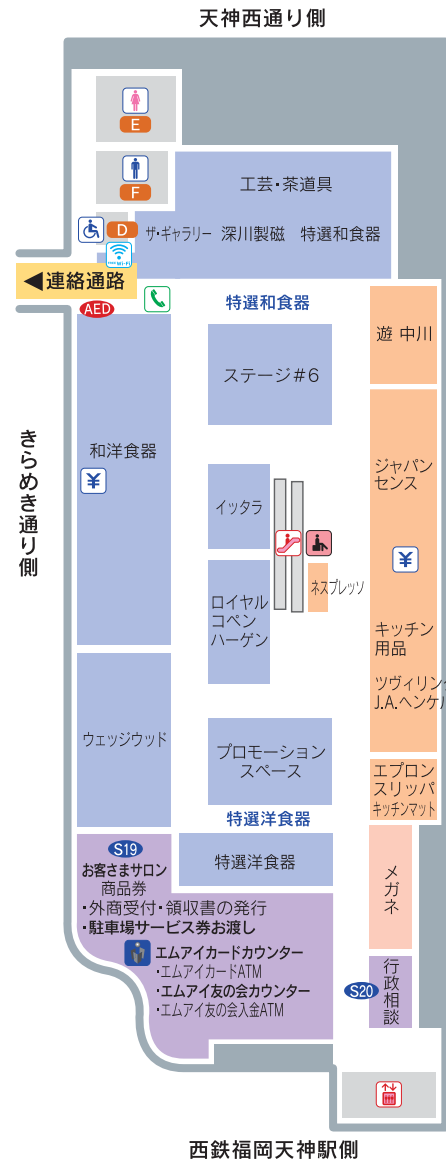 天神西通り側
E
F
工芸・茶道具
D
ザ・ギャラリー 深川製磁 特選和食器
Wi-Fi
◀連絡通路
AED
特選和食器
遊 中川
ステージ#6
きらめき通り側
和洋食器
¥
ジャパン
センス
イッタラ
¥
ネスプレッソ
ロイヤル
コペン
ハーゲン
キッチン
用品
ツヴィリング
J.A.ヘンケル
ウェッジウッド
プロモーション
スペース
エプロン
スリッパ
キッチンマット
特選洋食器
S19
特選洋食器
お客さまサロン
商品券
・外商受付・領収書の発行
・駐車場サービス券お渡し
メガネ
エムアイカードカウンター
・エムアイカードATM
・エムアイ友の会カウンター
・エムアイ友の会入金ATM
S20
行政相談
西鉄福岡天神駅側